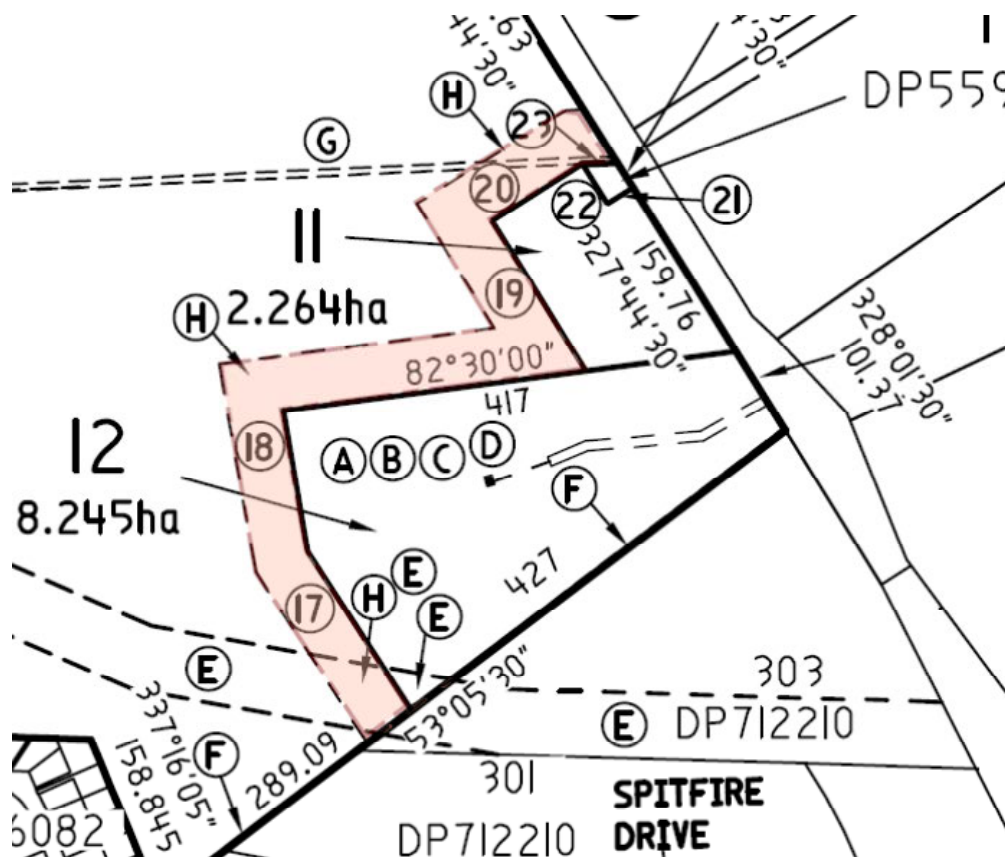 .63
44'30"
'30"
H
23
DP559
G
20
22
21
11
2.264ha
159.76
327°44'30"
19
H
82°30'00"
328°01'30"
101.37
417
12
8.245ha
18
A B C D
F
427
17
H
E
E
E
53°05'30"
303
E
DP712210
337°16'05"
158.845
F
289.09
301
DP712210
SPITFIRE
DRIVE
6082